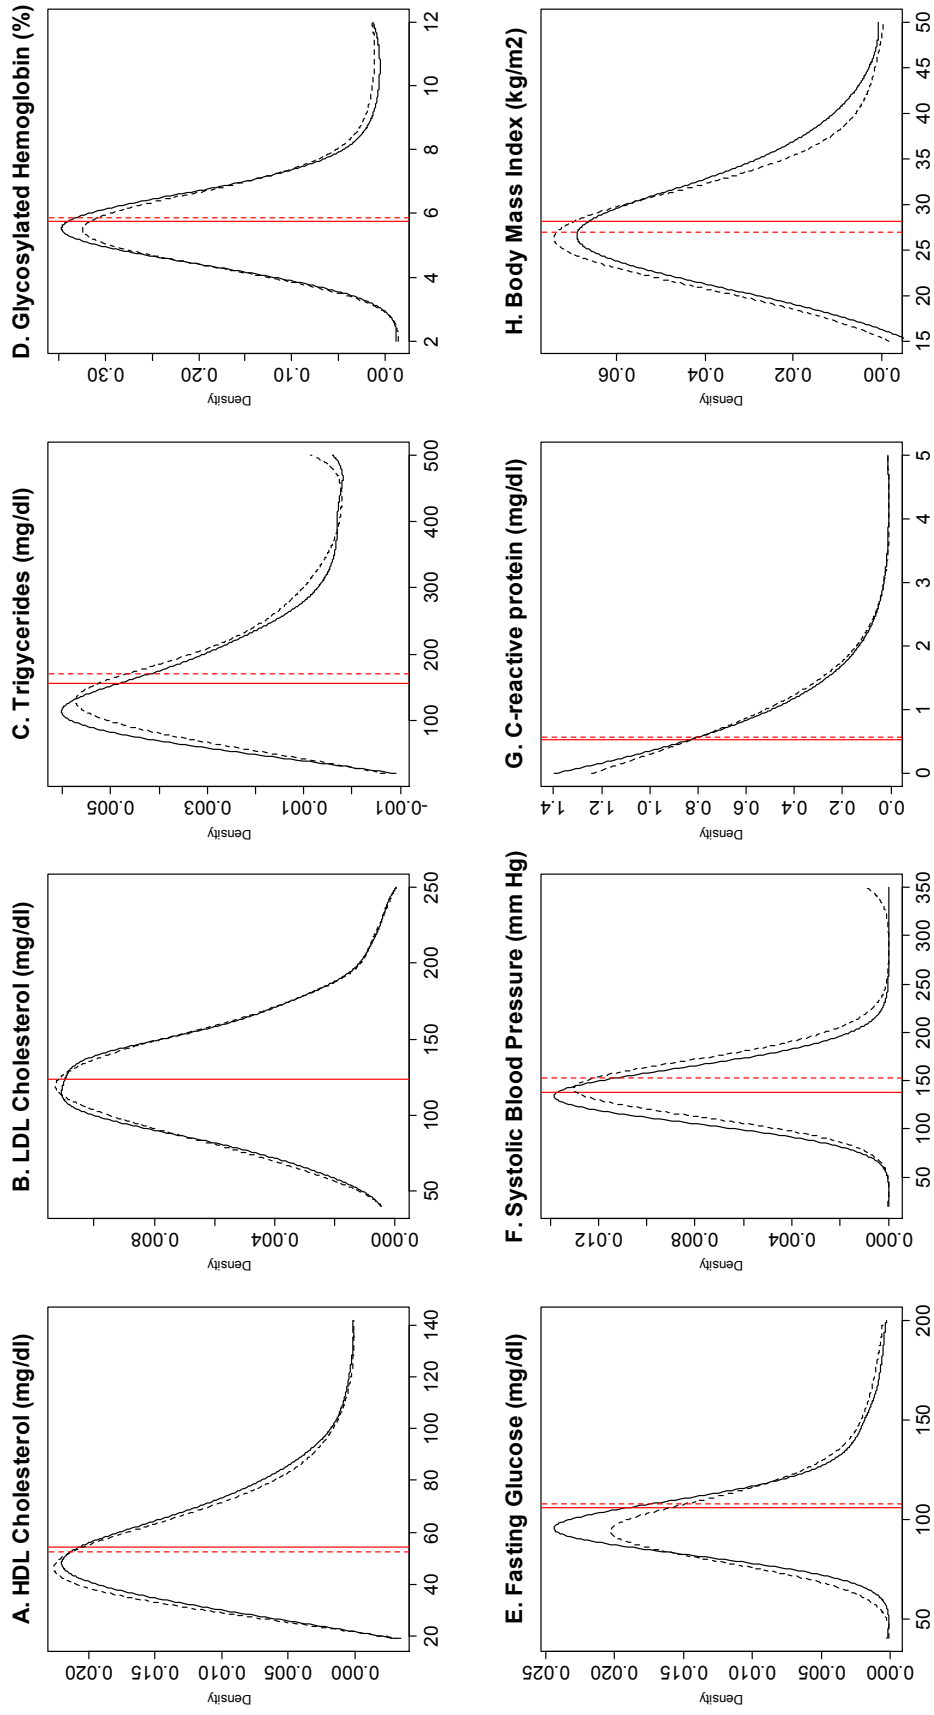 A. HDL Cholesterol (mg/dl)
Density
0.020
0.015
0.010
0.005
0.000
20 40 60 80 100 120 140
B. LDL Cholesterol (mg/dl)
Density
0.008
0.004
0.000
50 100 150 200 250
C. Trigycerides (mg/dl)
Density
0.005
0.003
0.001
-0.001
100 200 300 400 500
D. Glycosylated Hemoglobin (%)
Density
0.30
0.20
0.10
0.00
2 4 6 8 10 12
E. Fasting Glucose (mg/dl)
Density
0.025
0.020
0.015
0.010
0.005
0.000
50 100 150 200
F. Systolic Blood Pressure (mm Hg)
Density
0.012
0.008
0.004
0.000
50 100 150 200 250 300 350
G. C-reactive protein (mg/dl)
Density
1.4
1.2
1.0
0.8
0.6
0.4
0.2
0.0
0 1 2 3 4 5
H. Body Mass Index (kg/m2)
Density
0.06
0.04
0.02
0.00
15 20 25 30 35 40 45 50